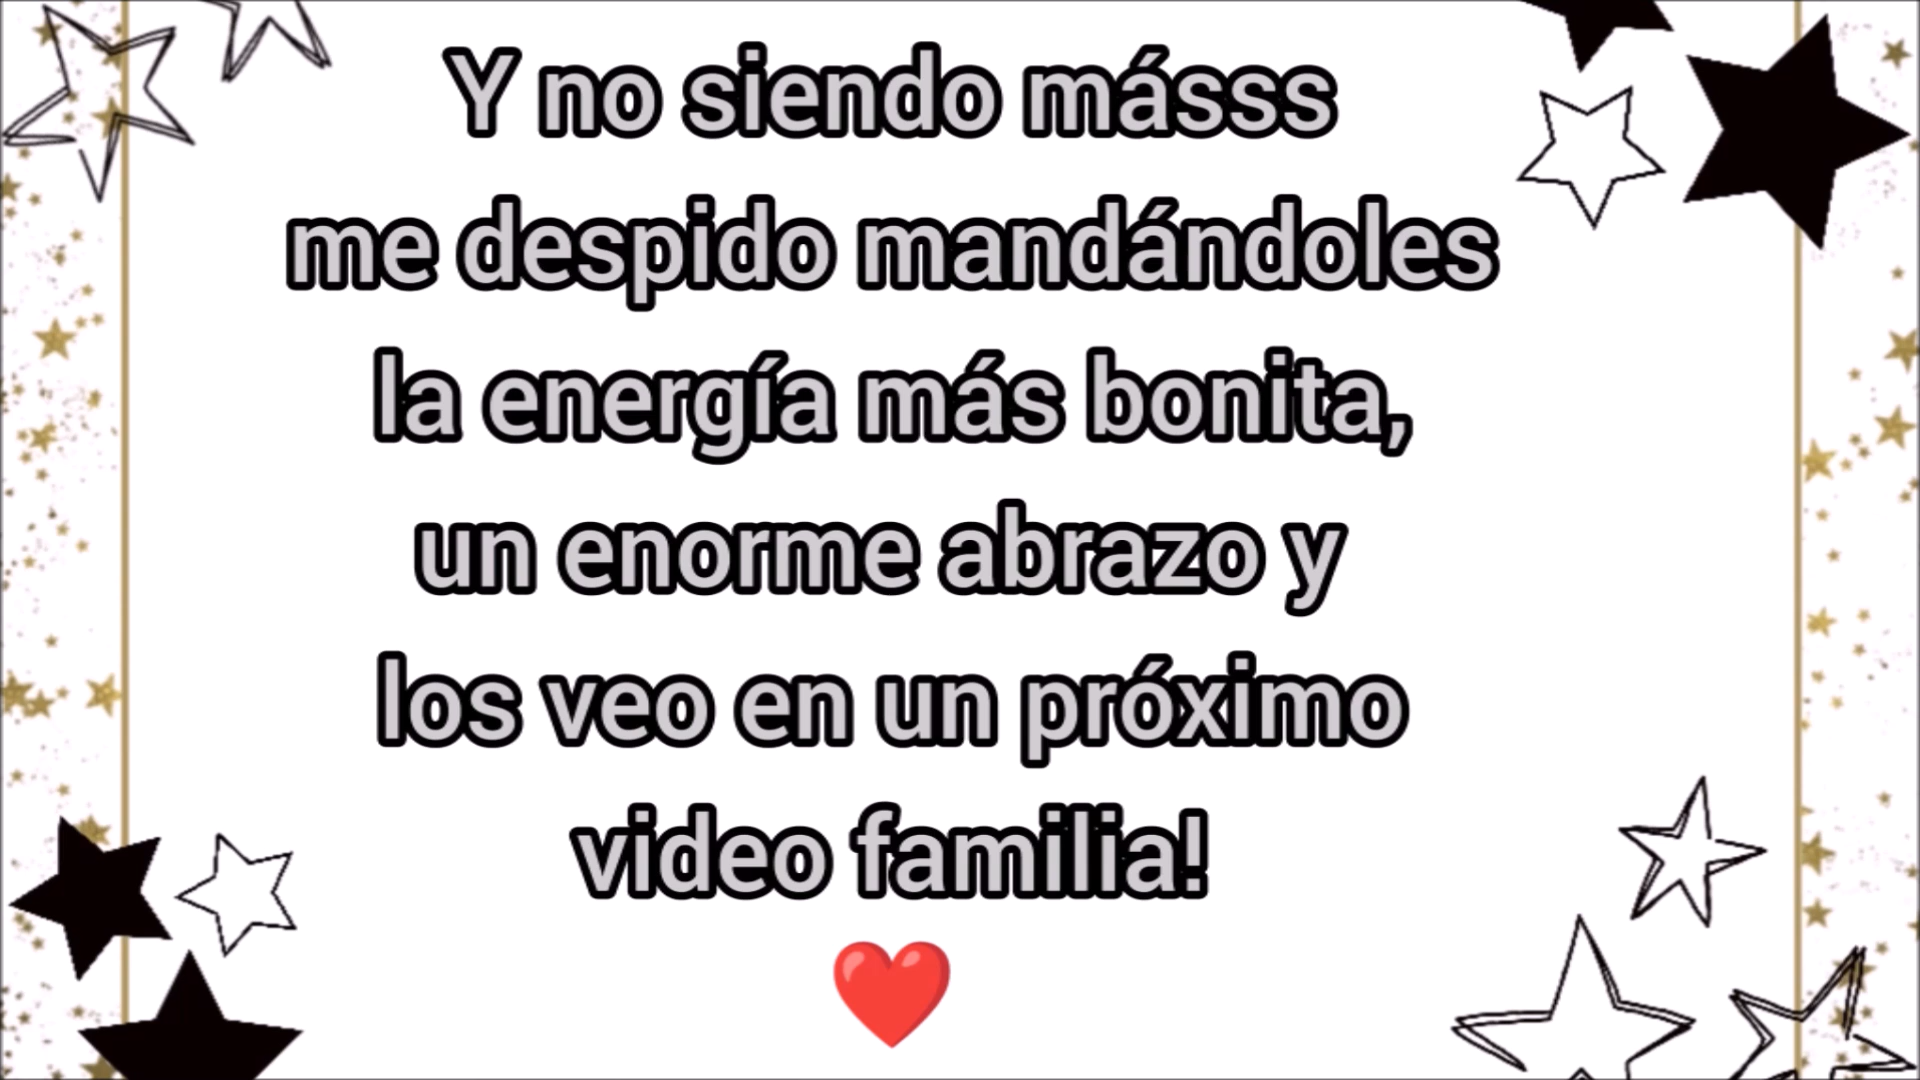 Y no siendo másss
me despido mandándoles
la energía más bonita,
un enorme abrazo y
los veo en un próximo
video familia!
❤️